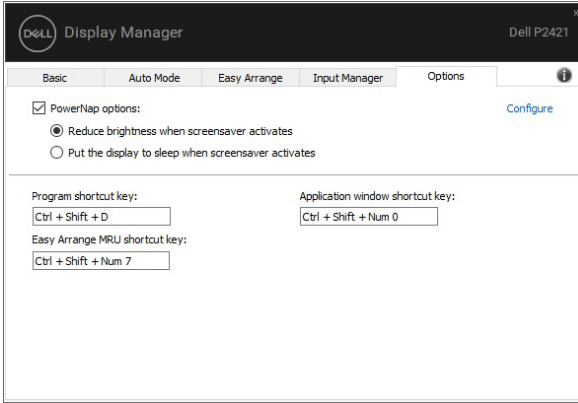 DELL Display Manager Dell P2421
Basic Auto Mode Easy Arrange Input Manager Options
PowerNap options: Configure
Reduce brightness when screensaver activates
Put the display to sleep when screensaver activates
Program shortcut key: Application window shortcut key:
Ctrl + Shift + D Ctrl + Shift + Num 0
Easy Arrange MRU shortcut key:
Ctrl + Shift + Num 7